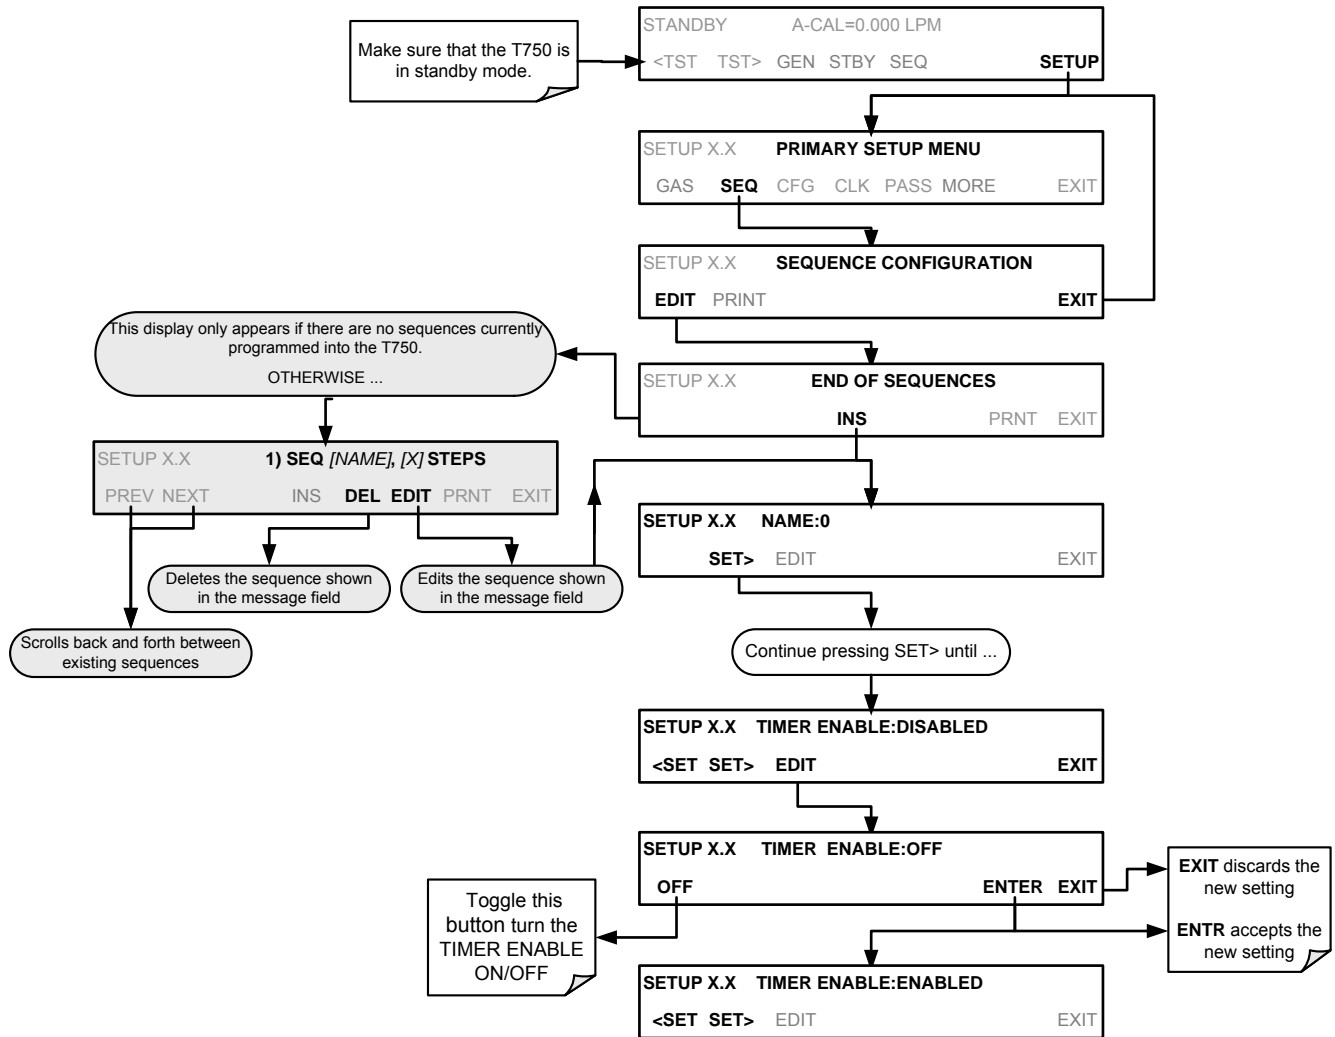 Make sure that the T750 is
in standby mode.
STANDBY A-CAL=0.000 LPM
<TST TST> GEN STBY SEQ SETUP
SETUP X.X PRIMARY SETUP MENU
GAS SEQ CFG CLK PASS MORE EXIT
SETUP X.X SEQUENCE CONFIGURATION
EDIT PRINT EXIT
This display only appears if there are no sequences currently
programmed into the T750.
OTHERWISE ...
SETUP X.X END OF SEQUENCES
INS PRNT EXIT
SETUP X.X 1) SEQ [NAME], [X] STEPS
PREV NEXT INS DEL EDIT PRNT EXIT
Deletes the sequence shown
in the message field
Edits the sequence shown
in the message field
Scrolls back and forth between
existing sequences
SETUP X.X NAME:0
SET> EDIT EXIT
Continue pressing SET> until ...
SETUP X.X TIMER ENABLE:DISABLED
<SET SET> EDIT EXIT
SETUP X.X TIMER ENABLE:OFF
OFF ENTER EXIT
Toggle this
button turn the
TIMER ENABLE
ON/OFF
EXIT discards the
new setting
ENTR accepts the
new setting
SETUP X.X TIMER ENABLE:ENABLED
<SET SET> EDIT EXIT